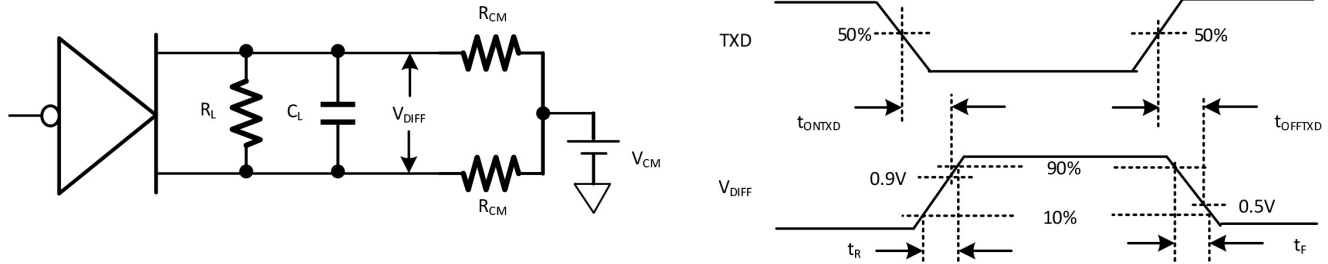 R_CM
R_L
C_L
V_DIFF
V_CM
R_CM
TXD
50%
50%
t_ONTXD
t_OFFTXD
V_DIFF
0.9V
90%
10%
0.5V
t_R
t_F